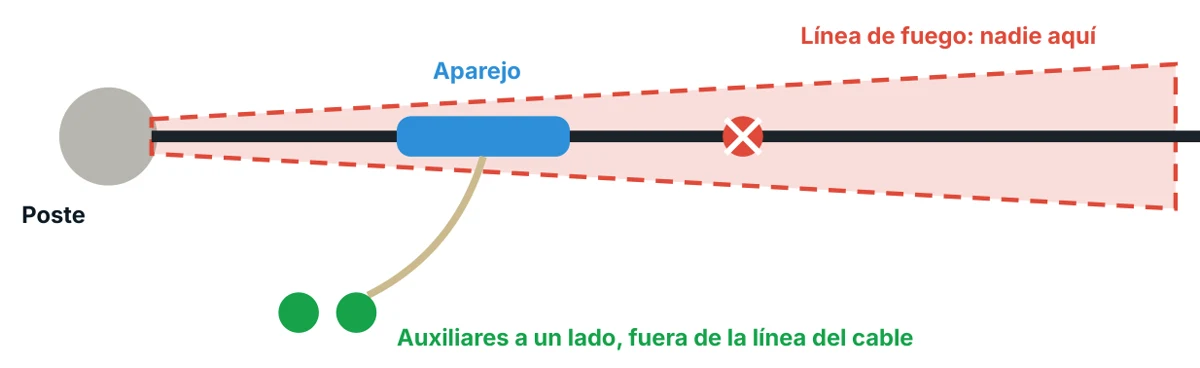 Línea de fuego: nadie aquí
Aparejo
Poste
Auxiliares a un lado, fuera de la línea del cable